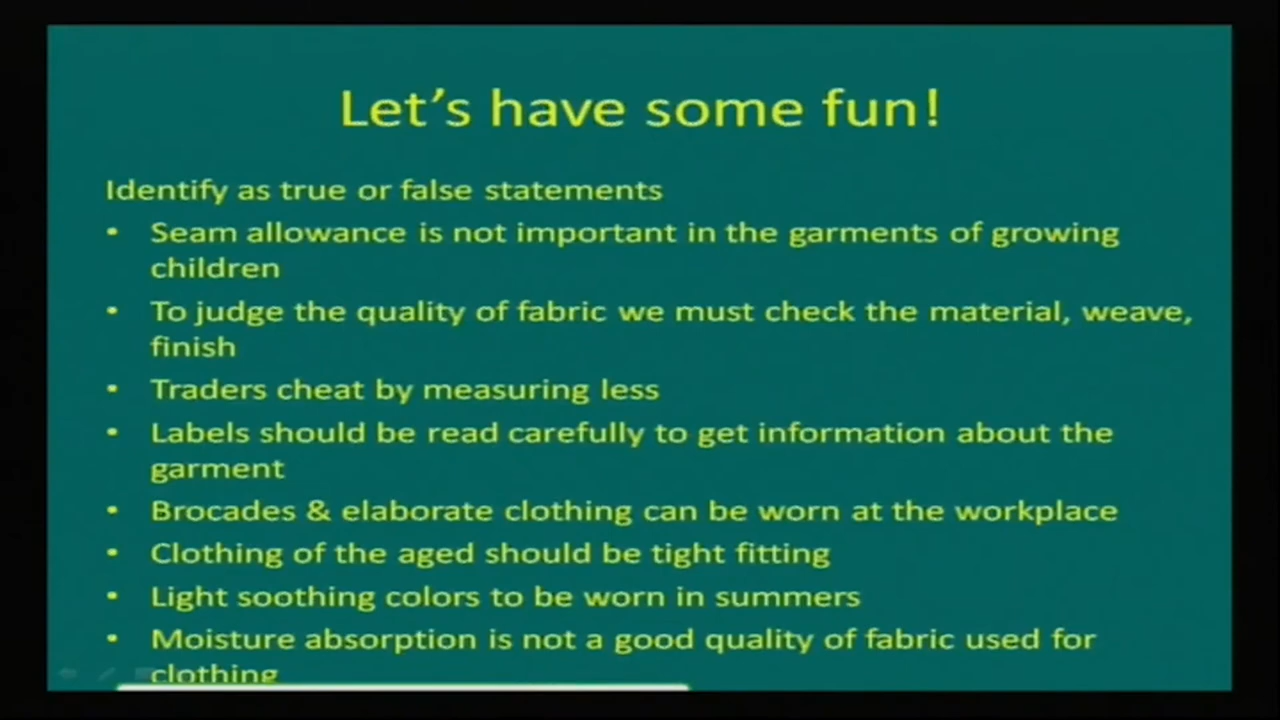 Let's have some fun!
Identify as true or false statements
• Seam allowance is not important in the garments of growing
children
• To judge the quality of fabric we must check the material, weave,
finish
• Traders cheat by measuring less
• Labels should be read carefully to get information about the
garment
• Brocades & elaborate clothing can be worn at the workplace
• Clothing of the aged should be tight fitting
• Light soothing colors to be worn in summers
• Moisture absorption is not a good quality of fabric used for
clothing